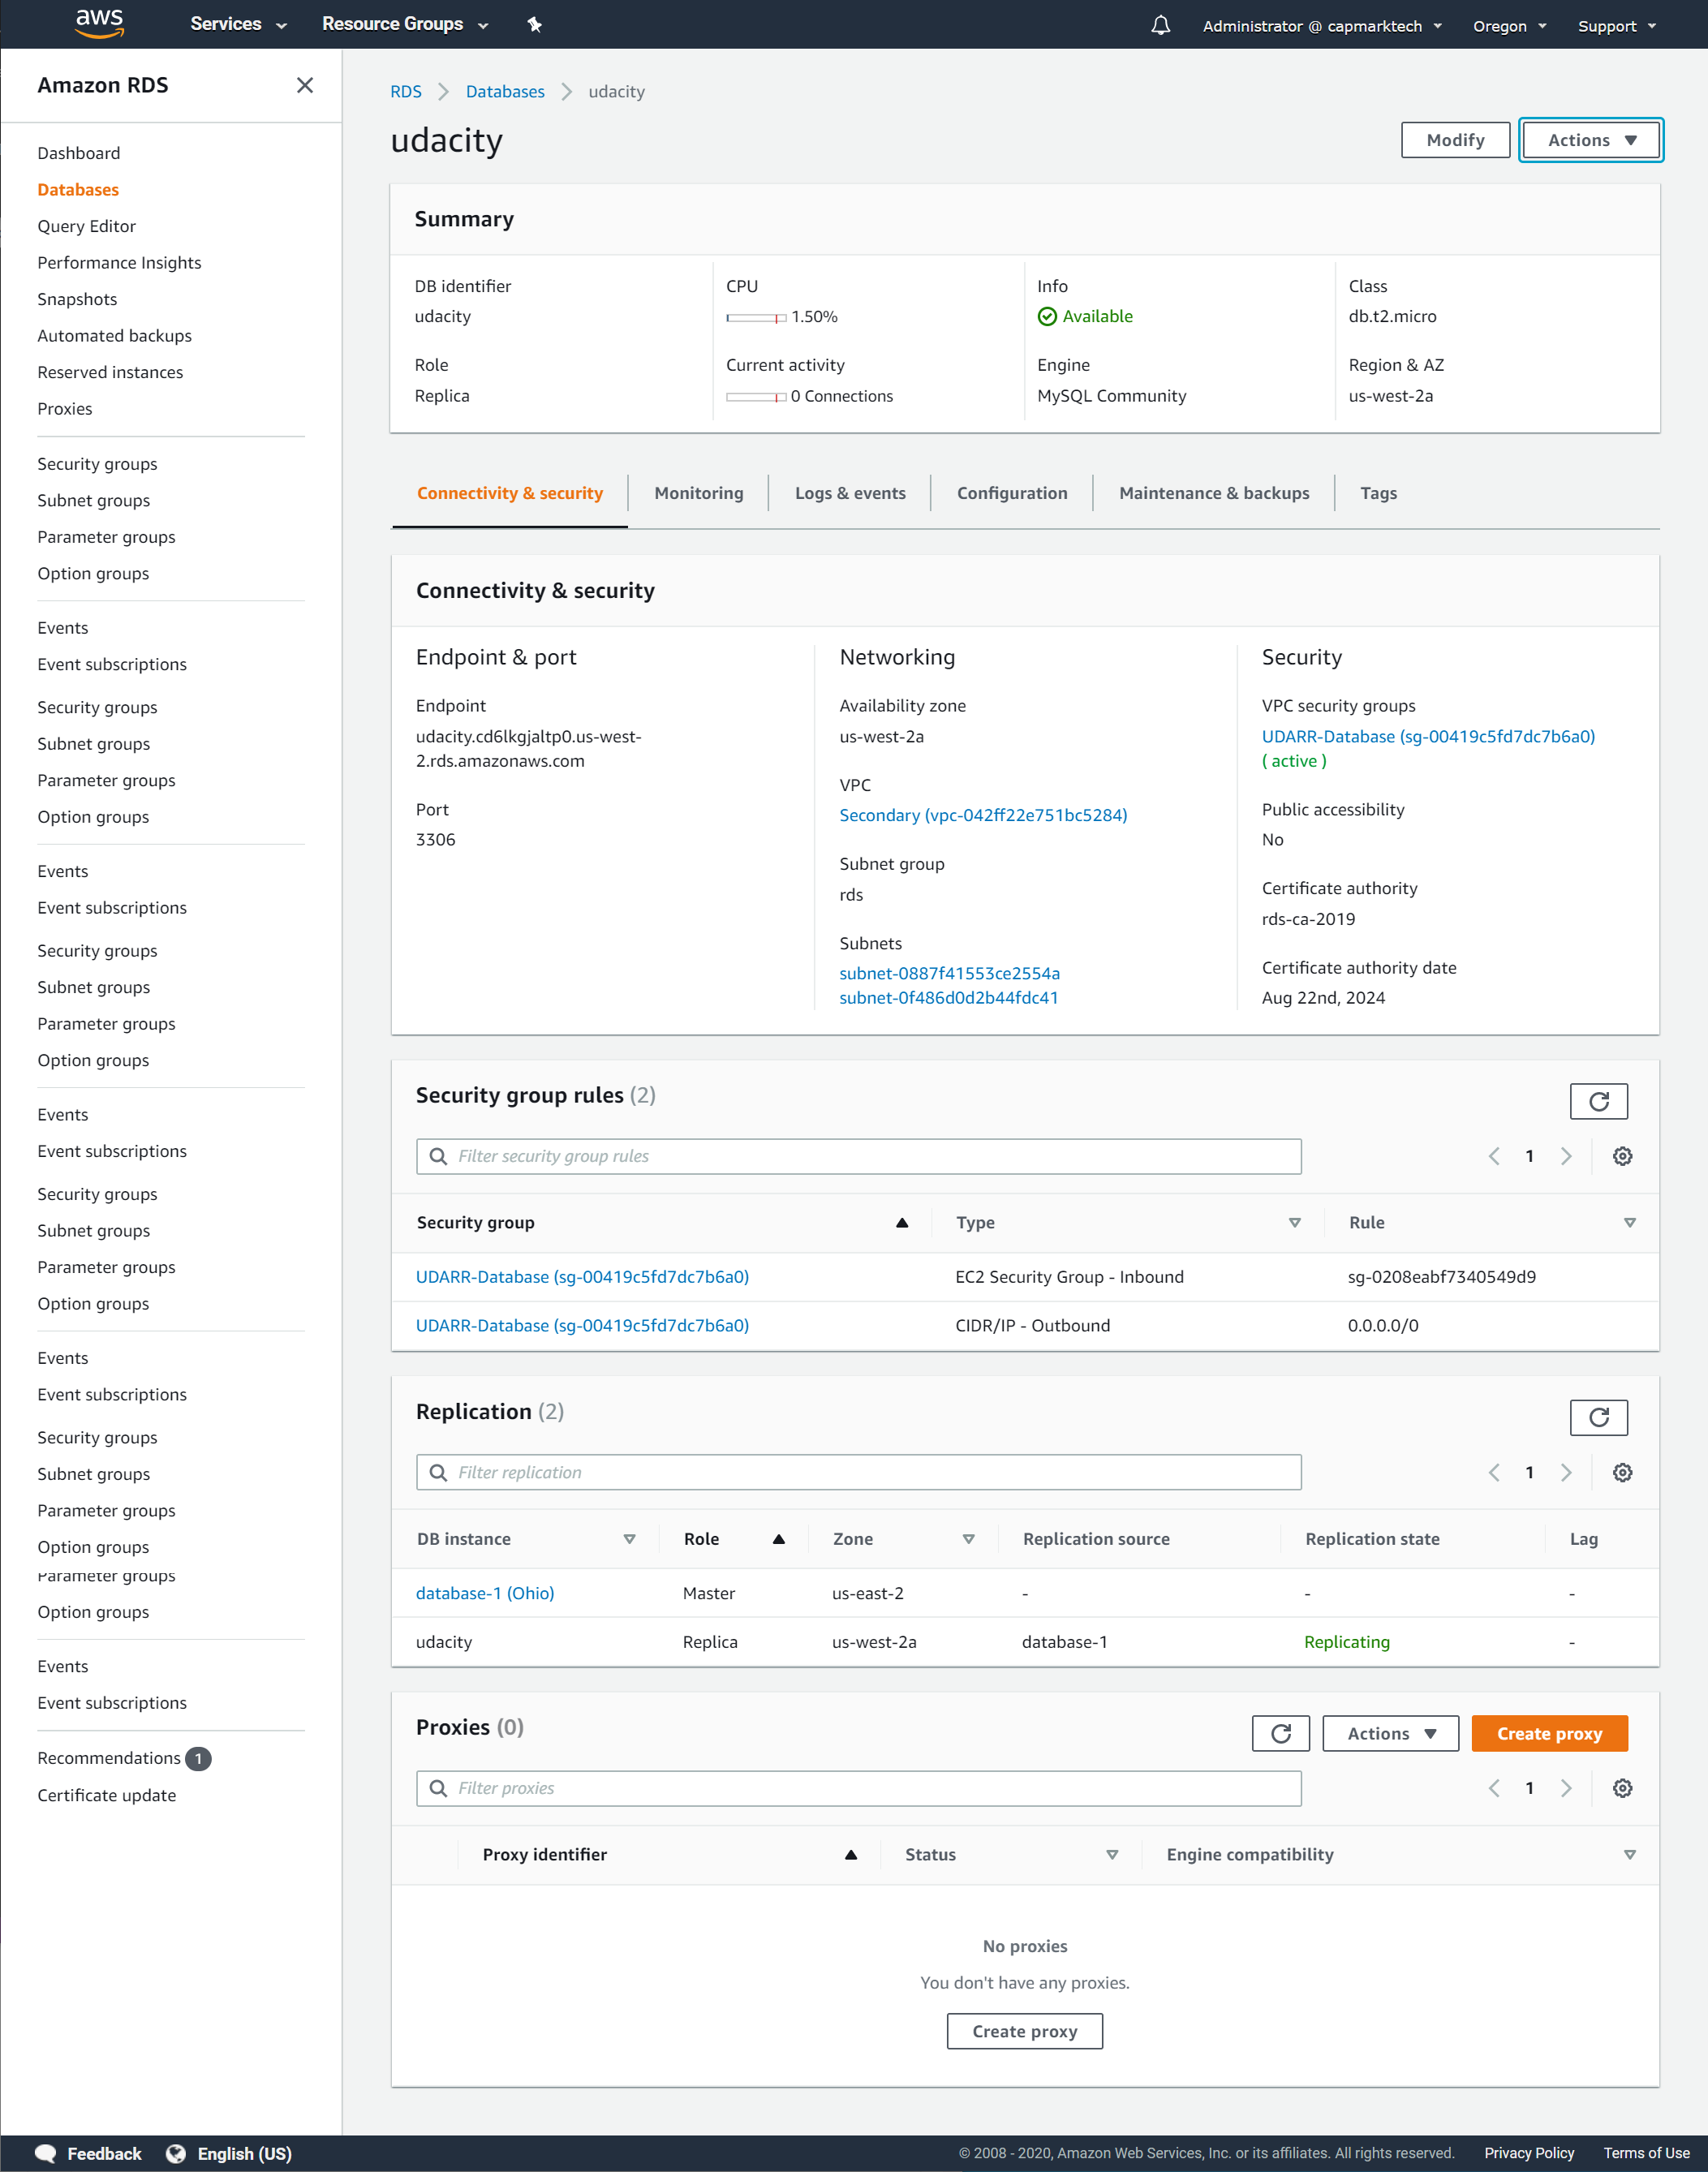 aws
Services
Resource Groups
Administrator @ capmarktech
Oregon
Support
Amazon RDS
Dashboard
Databases
Query Editor
Performance Insights
Snapshots
Automated backups
Reserved instances
Proxies
Security groups
Subnet groups
Parameter groups
Option groups
Events
Event subscriptions
Security groups
Subnet groups
Parameter groups
Option groups
Events
Event subscriptions
Security groups
Subnet groups
Parameter groups
Option groups
Events
Event subscriptions
Security groups
Subnet groups
Parameter groups
Option groups
Events
Event subscriptions
Security groups
Subnet groups
Parameter groups
Option groups
Parameter groups
Option groups
Events
Event subscriptions
Recommendations 1
Certificate update
RDS > Databases > udacity
udacity
Modify
Actions
Summary
DB identifier
udacity
CPU
1.50%
Info
Available
Class
db.t2.micro
Role
Replica
Current activity
0 Connections
Engine
MySQL Community
Region & AZ
us-west-2a
Connectivity & security
Monitoring
Logs & events
Configuration
Maintenance & backups
Tags
Connectivity & security
Endpoint & port
Endpoint
udacity.cd6lkgjaltp0.us-west-
2.rds.amazonaws.com
Port
3306
Networking
Availability zone
us-west-2a
VPC
Secondary (vpc-042ff22e751bc5284)
Subnet group
rds
Subnets
subnet-0887f41553ce2554a
subnet-0f486d0d2b44fdc41
Security
VPC security groups
UDARR-Database (sg-00419c5fd7dc7b6a0)
( active )
Public accessibility
No
Certificate authority
rds-ca-2019
Certificate authority date
Aug 22nd, 2024
Security group rules (2)
Filter security group rules
1
Security group Type Rule
UDARR-Database (sg-00419c5fd7dc7b6a0) EC2 Security Group - Inbound sg-0208eabf7340549d9
UDARR-Database (sg-00419c5fd7dc7b6a0) CIDR/IP - Outbound 0.0.0.0/0
Replication (2)
Filter replication
1
DB instance Role Zone Replication source Replication state Lag
database-1 (Ohio) Master us-east-2 - - -
udacity Replica us-west-2a database-1 Replicating -
Proxies (0)
Actions
Create proxy
Filter proxies
1
Proxy identifier Status Engine compatibility
No proxies
You don't have any proxies.
Create proxy
Feedback
English (US)
© 2008 - 2020, Amazon Web Services, Inc. or its affiliates. All rights reserved.
Privacy Policy
Terms of Use